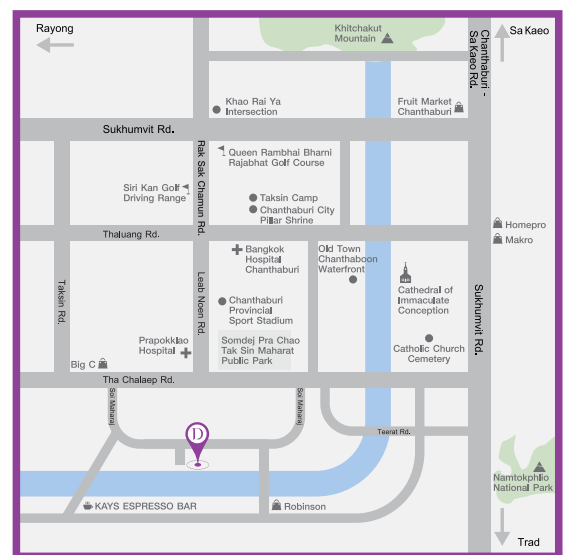 Rayong
Khitchakut
Mountain
Chanthaburi -
Sa Kaeo Rd.
Sa Kaeo
Khao Rai Ya
Intersection
Fruit Market
Chanthaburi
Sukhumvit Rd.
Rak Sak Chamun Rd.
Queen Rambhai Bharni
Rajabhat Golf Course
Siri Kan Golf
Driving Range
Taksin Camp
Chanthaburi City
Pillar Shrine
Homepro
Makro
Thaluang Rd.
Bangkok
Hospital
Chanthaburi
Old Town
Chanthaboon
Waterfront
Taksin Rd.
Leab Noen Rd.
Cathedral of
Immaculate
Conception
Sukhumvit Rd.
Chanthaburi
Provincial
Sport Stadium
Prapokklao
Hospital
Somdej Pra Chao
Tak Sin Maharat
Public Park
Catholic Church
Cemetery
Big C
Tha Chalaep Rd.
Soi Maharaj
Soi Maharaj
D
Teerat Rd.
Namtokphlio
National Park
KAYS ESPRESSO BAR
Robinson
Trad